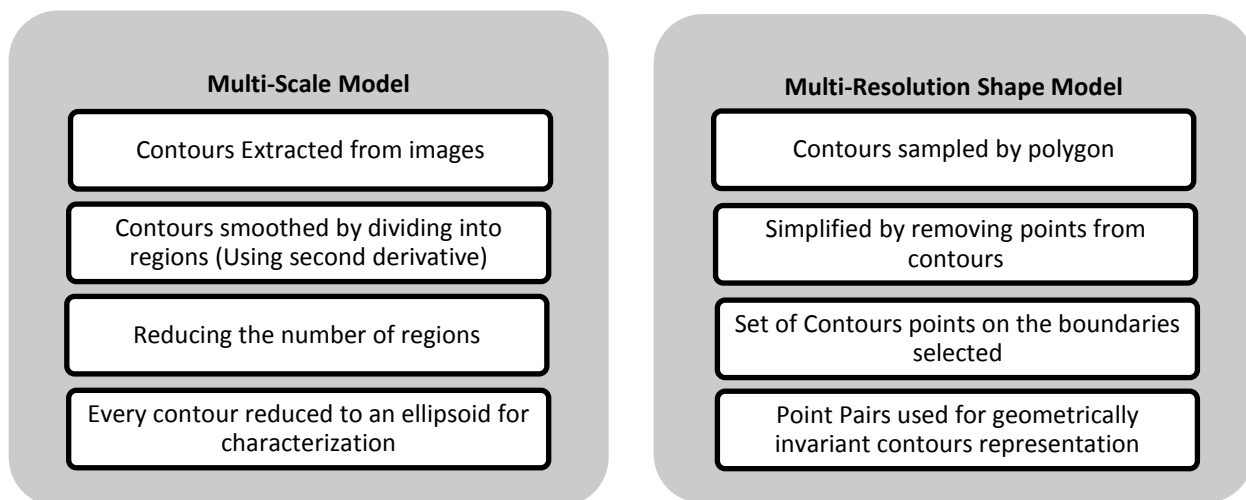 Multi-Scale Model
Contours Extracted from images
Contours smoothed by dividing into
regions (Using second derivative)
Reducing the number of regions
Every contour reduced to an ellipsoid for
characterization
Multi-Resolution Shape Model
Contours sampled by polygon
Simplified by removing points from
contours
Set of Contours points on the boundaries
selected
Point Pairs used for geometrically
invariant contours representation